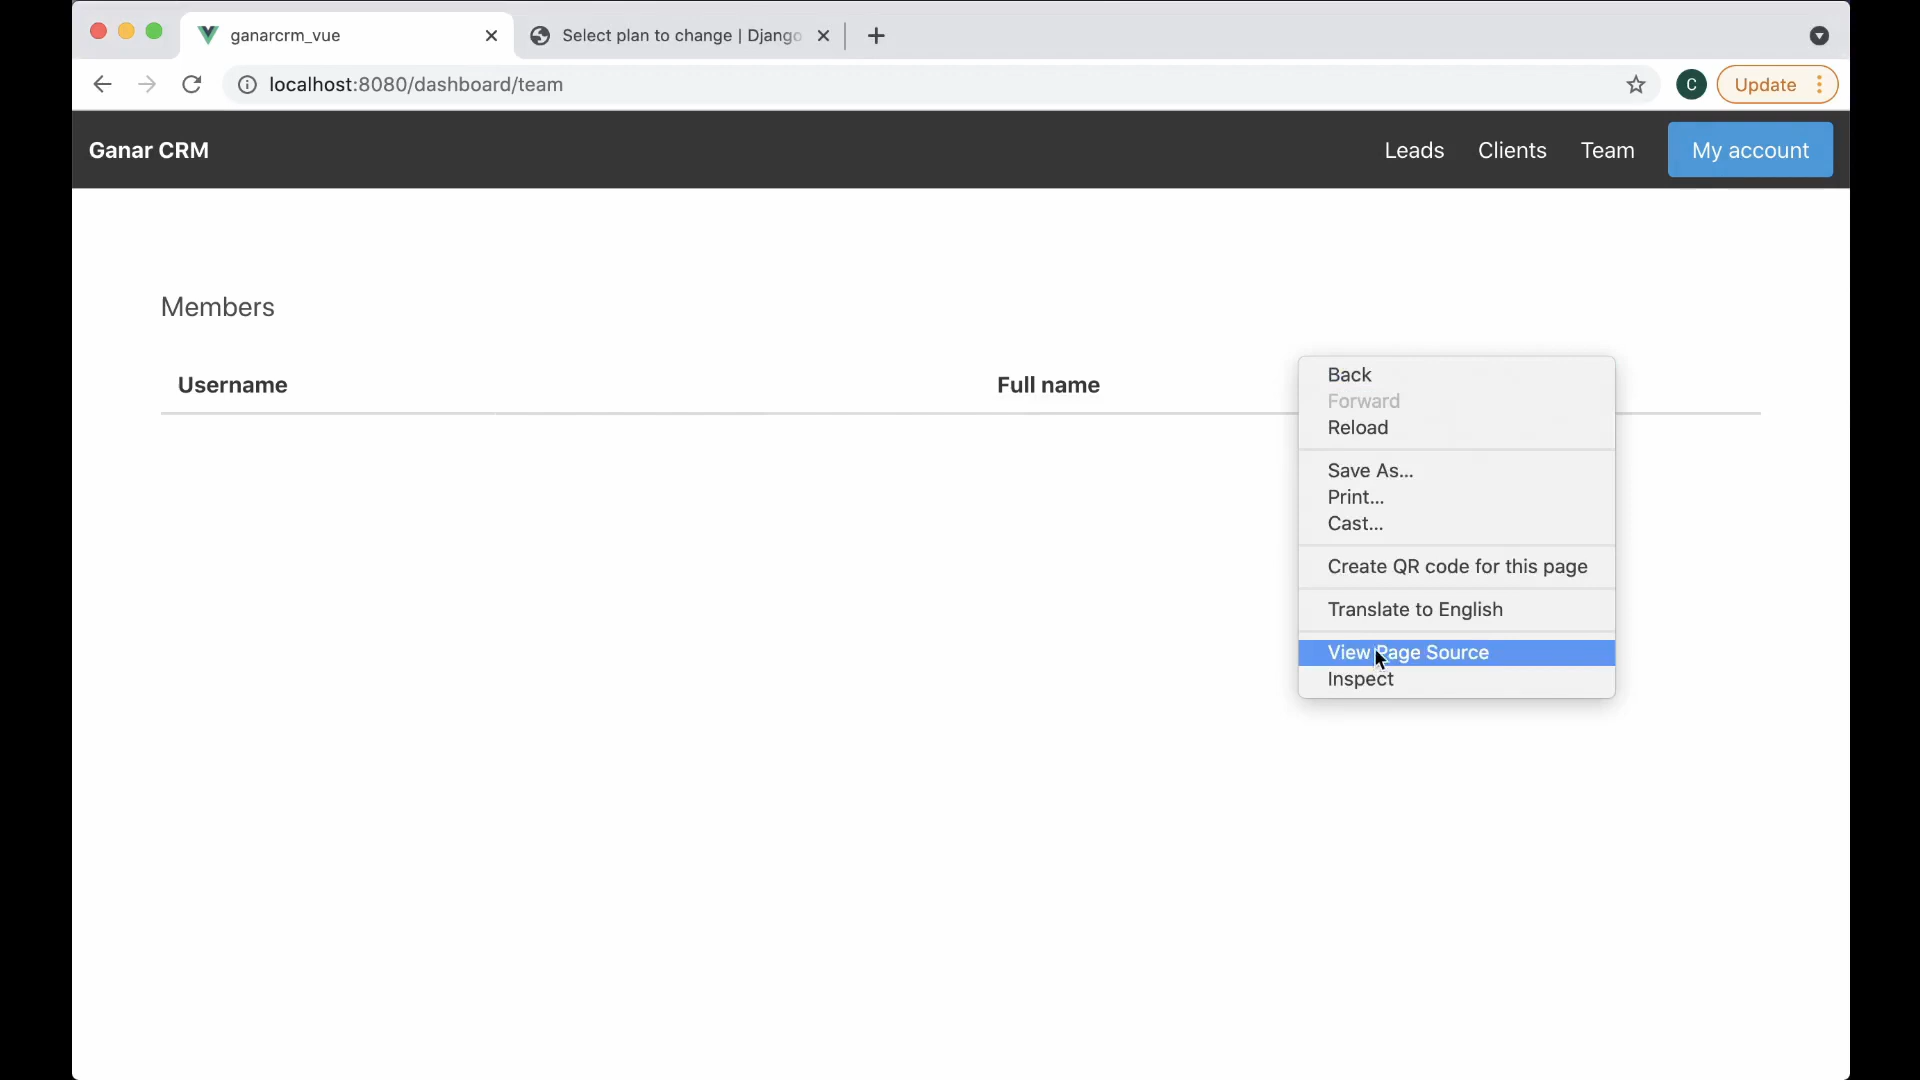 ganarcrm_vue
Select plan to change | Django
localhost:8080/dashboard/team
C
Update
Ganar CRM
Leads
Clients
Team
My account
Members
Username
Full name
Back
Forward
Reload
Save As...
Print...
Cast...
Create QR code for this page
Translate to English
View Page Source
Inspect